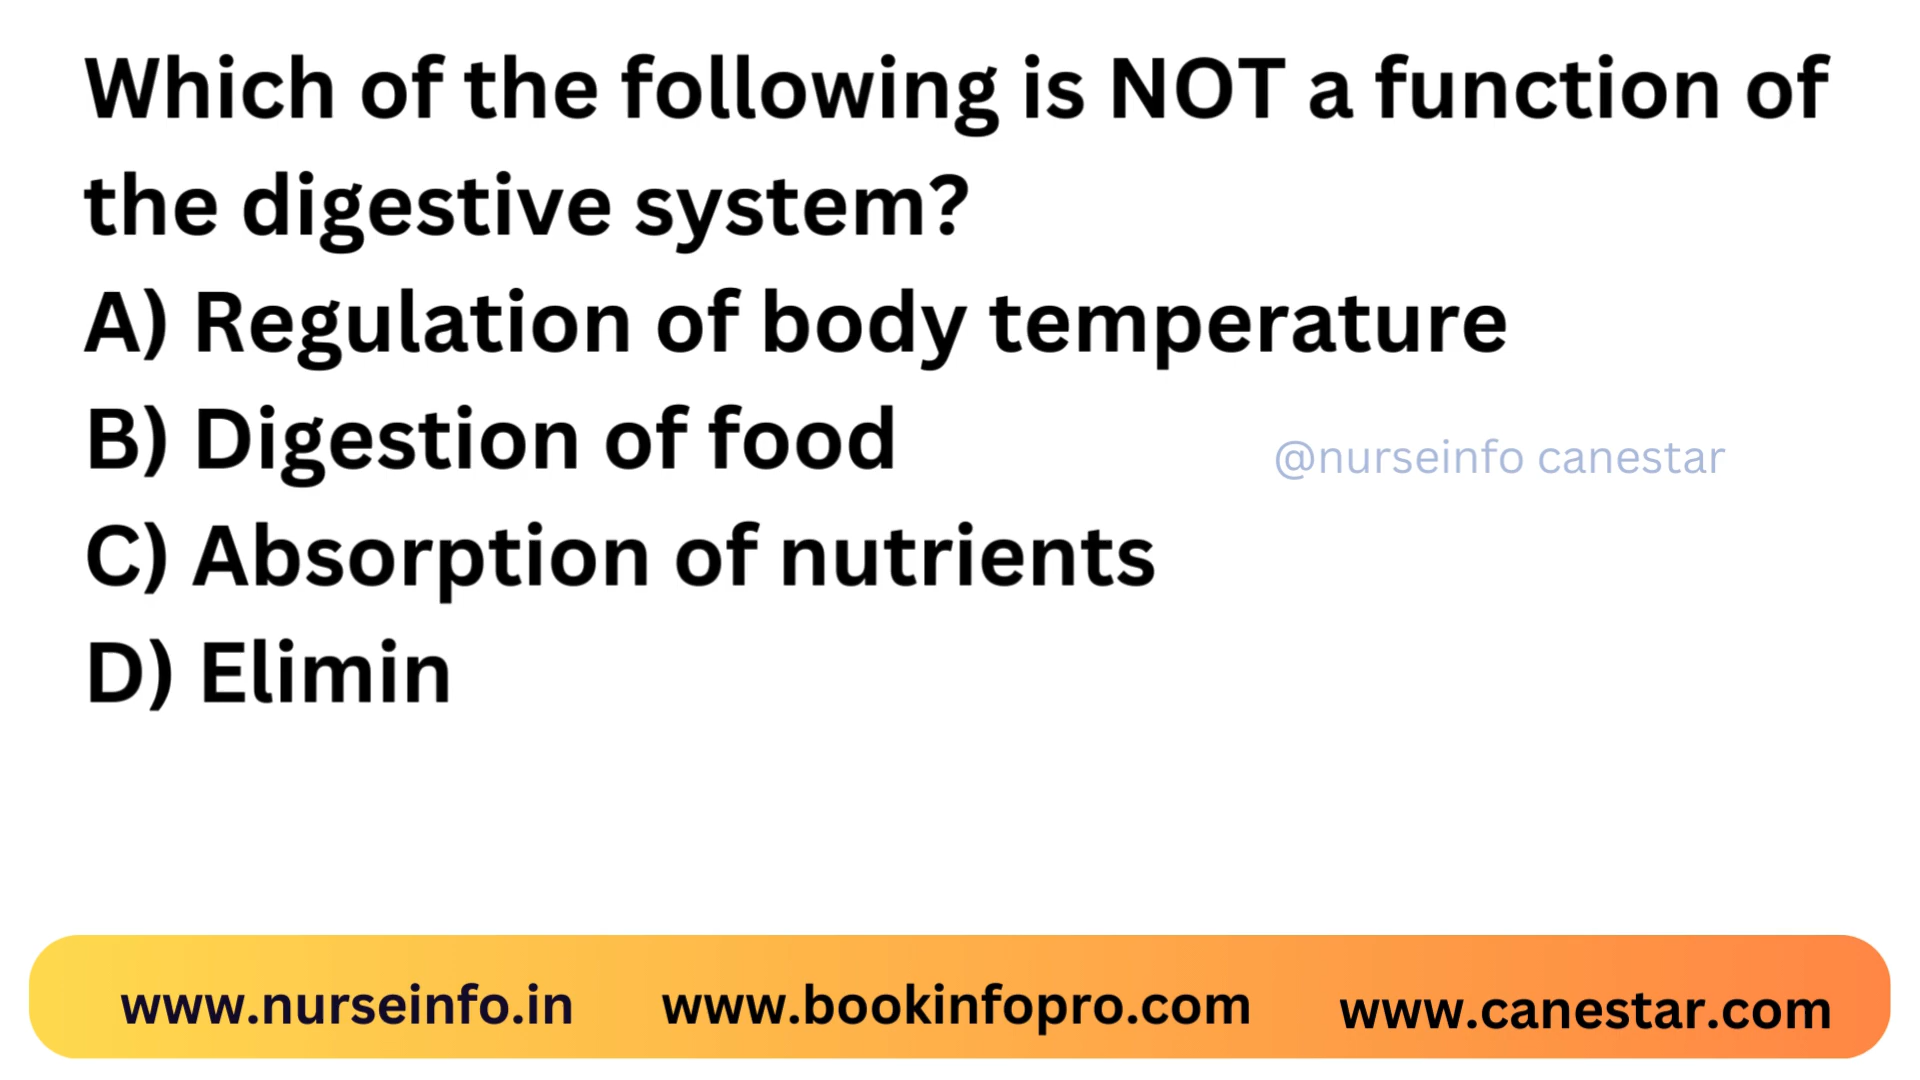 Which of the following is NOT a function of
the digestive system?
A) Regulation of body temperature
B) Digestion of food
@nurseinfo canestar
C) Absorption of nutrients
D) Elimin
www.nurseinfo.in www.bookinfopro.com www.canestar.com